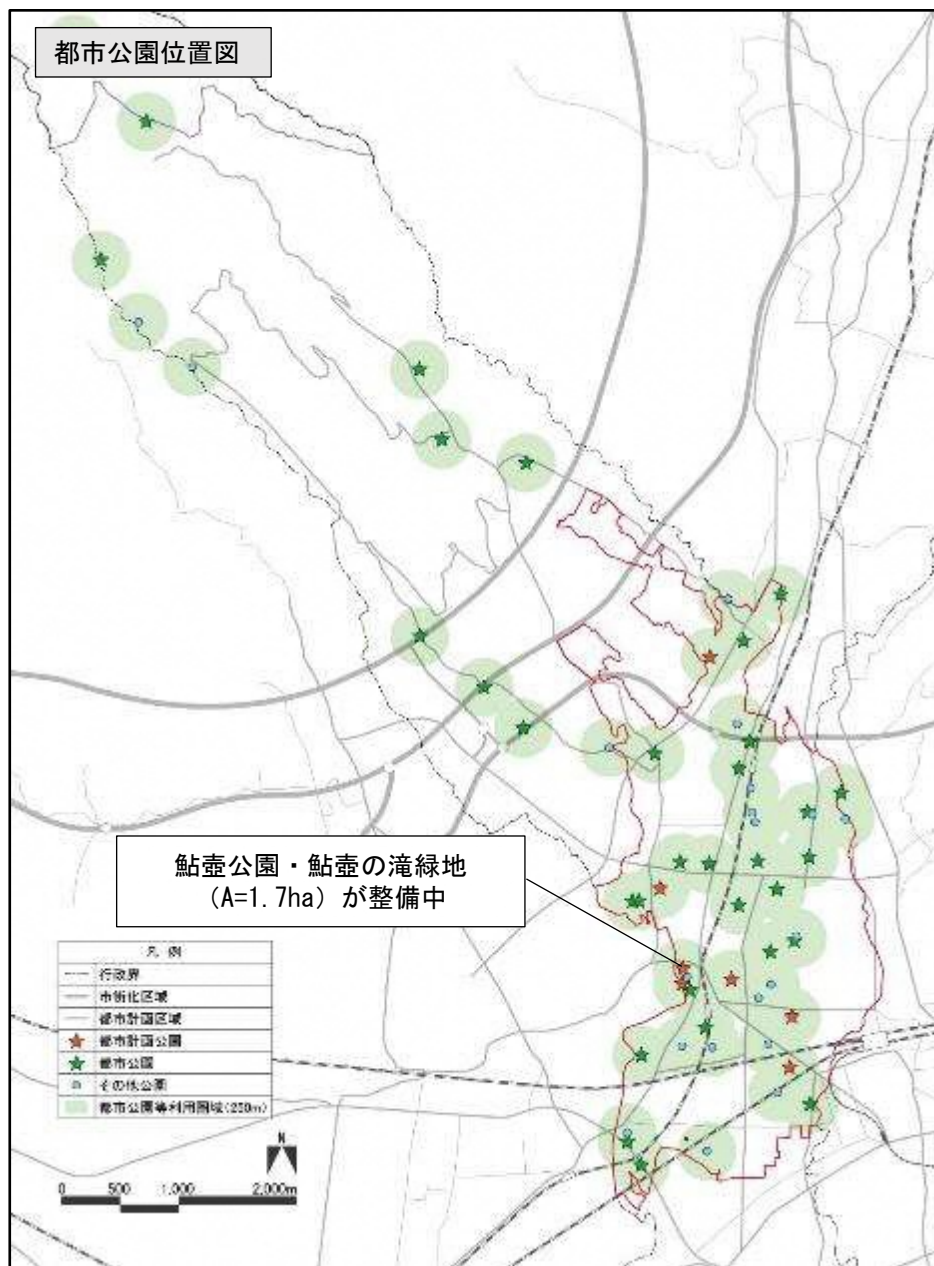 都市公園位置図
鮎壺公園・鮎壺の滝緑地
（A=1.7ha）が整備中
凡 例
行政界
市街化区域
都市計画区域
都市計画公園
都市公園
その他公園
都市公園等利用圏域(250m)
N
0 500 1,000 2,000m